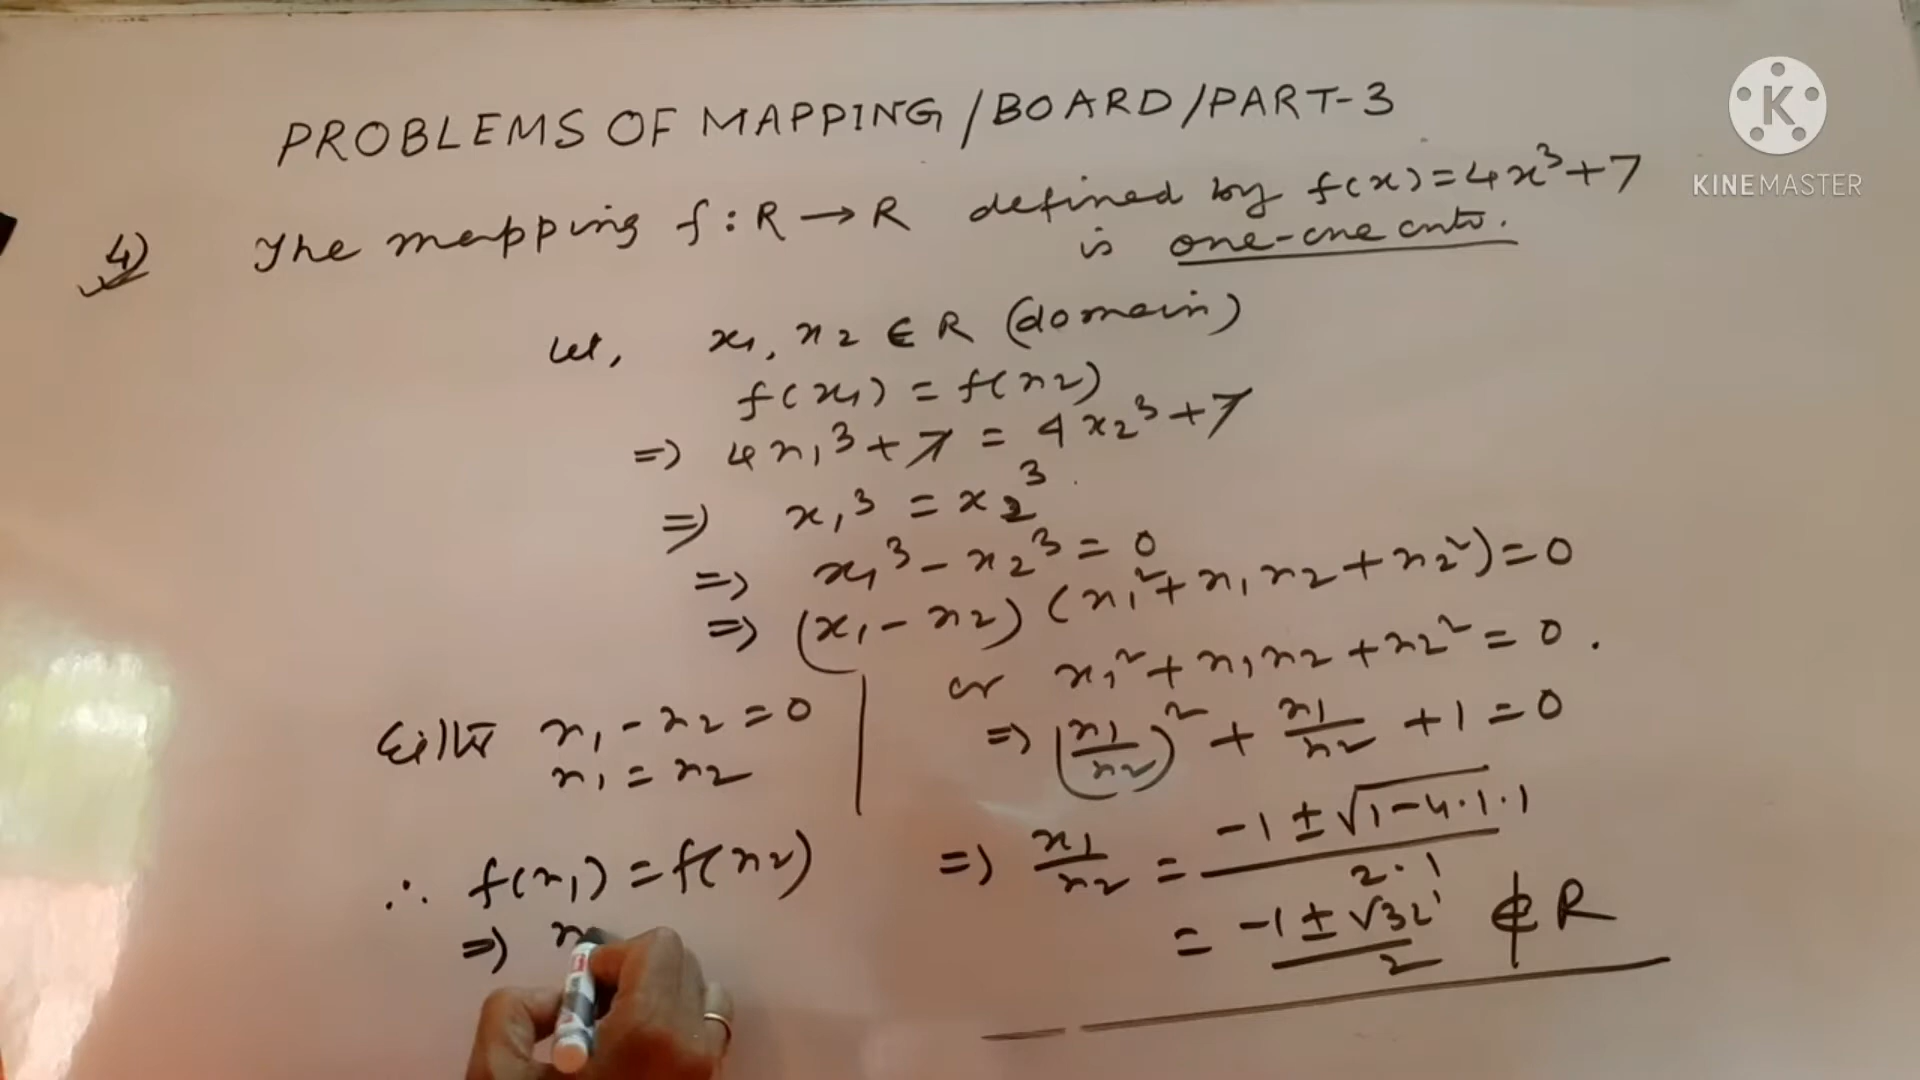 PROBLEMS OF MAPPING/BOARD/PART-3
K
KINEMASTER
4) The mapping f:R→R defined by f(x)=4x³+7
is one-one onto.
Let, x₁, x₂ ∈ R (domain)
f(x₁) = f(x₂)
=> 4x₁³+7 = 4x₂³+7
=> x₁³ = x₂³
=> x₁³-x₂³=0
=> (x₁-x₂)(x₁²+x₁x₂+x₂²)=0
Either x₁-x₂=0
x₁=x₂
or x₁²+x₁x₂+x₂²=0.
=> (x₁/x₂)²+x₁/x₂+1=0
=> x₁/x₂ = (-1±√1-4·1·1)/2·1
= (-1±√3i)/2 ∉ R
∴ f(x₁)=f(x₂)
=> x